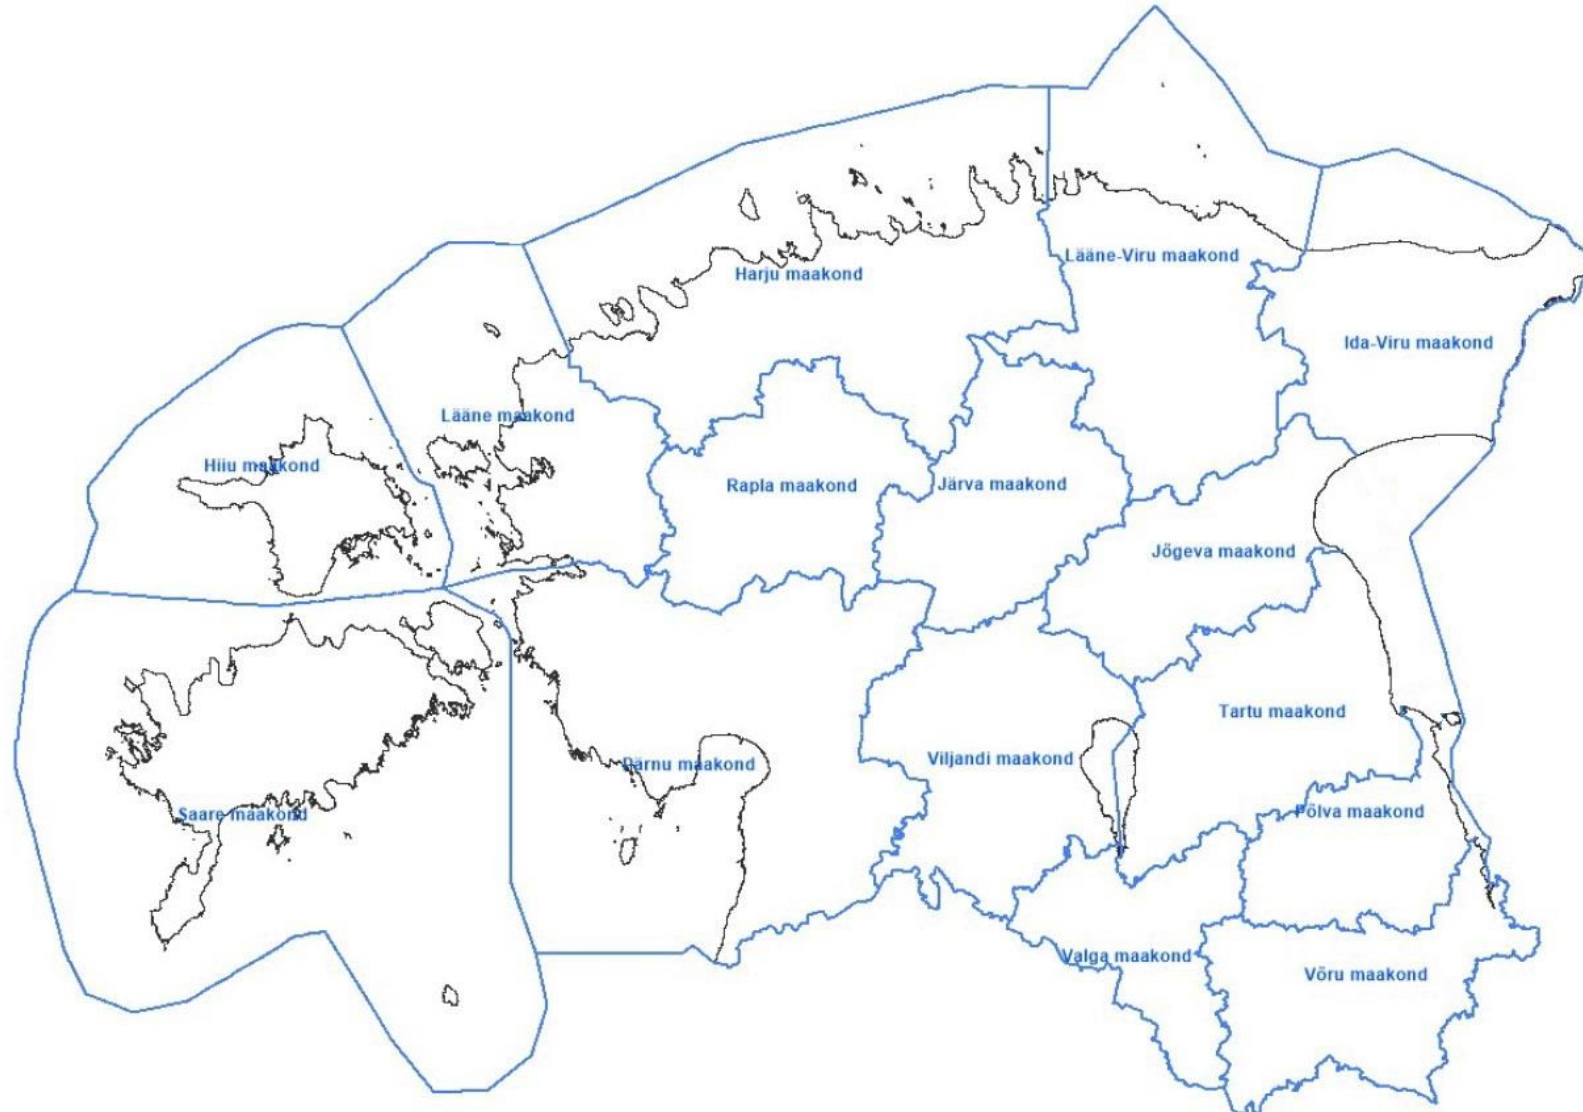 Lääne-Viru maakond
Harju maakond
Ida-Viru maakond
Lääne maakond
Hiiu maakond
Rapla maakond
Järva maakond
Jõgeva maakond
Tartu maakond
Viljandi maakond
Pärnu maakond
Saare maakond
Põlva maakond
Valga maakond
Võru maakond